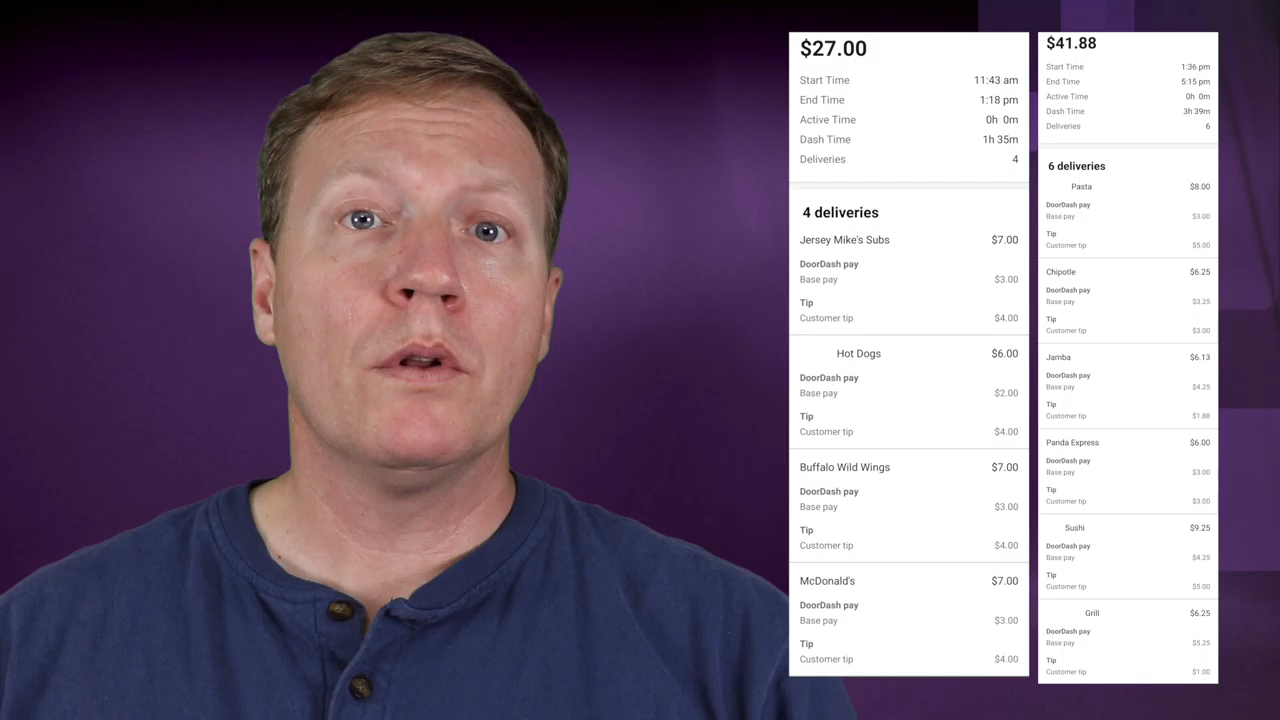 $27.00
Start Time 11:43 am
End Time 1:18 pm
Active Time 0h 0m
Dash Time 1h 35m
Deliveries 4
4 deliveries
Jersey Mike's Subs $7.00
DoorDash pay
Base pay $3.00
Tip
Customer tip $4.00
Hot Dogs $6.00
DoorDash pay
Base pay $2.00
Tip
Customer tip $4.00
Buffalo Wild Wings $7.00
DoorDash pay
Base pay $3.00
Tip
Customer tip $4.00
McDonald's $7.00
DoorDash pay
Base pay $3.00
Tip
Customer tip $4.00
$41.88
Start Time 1:36 pm
End Time 5:15 pm
Active Time 0h 0m
Dash Time 3h 39m
Deliveries 6
6 deliveries
Pasta $8.00
DoorDash pay
Base pay $3.00
Tip
Customer tip $5.00
Chipotle $6.25
DoorDash pay
Base pay $3.25
Tip
Customer tip $3.00
Jamba $6.13
DoorDash pay
Base pay $4.25
Tip
Customer tip $1.88
Panda Express $6.00
DoorDash pay
Base pay $3.00
Tip
Customer tip $3.00
Sushi $9.25
DoorDash pay
Base pay $4.25
Tip
Customer tip $5.00
Grill $6.25
DoorDash pay
Base pay $5.25
Tip
Customer tip $1.00